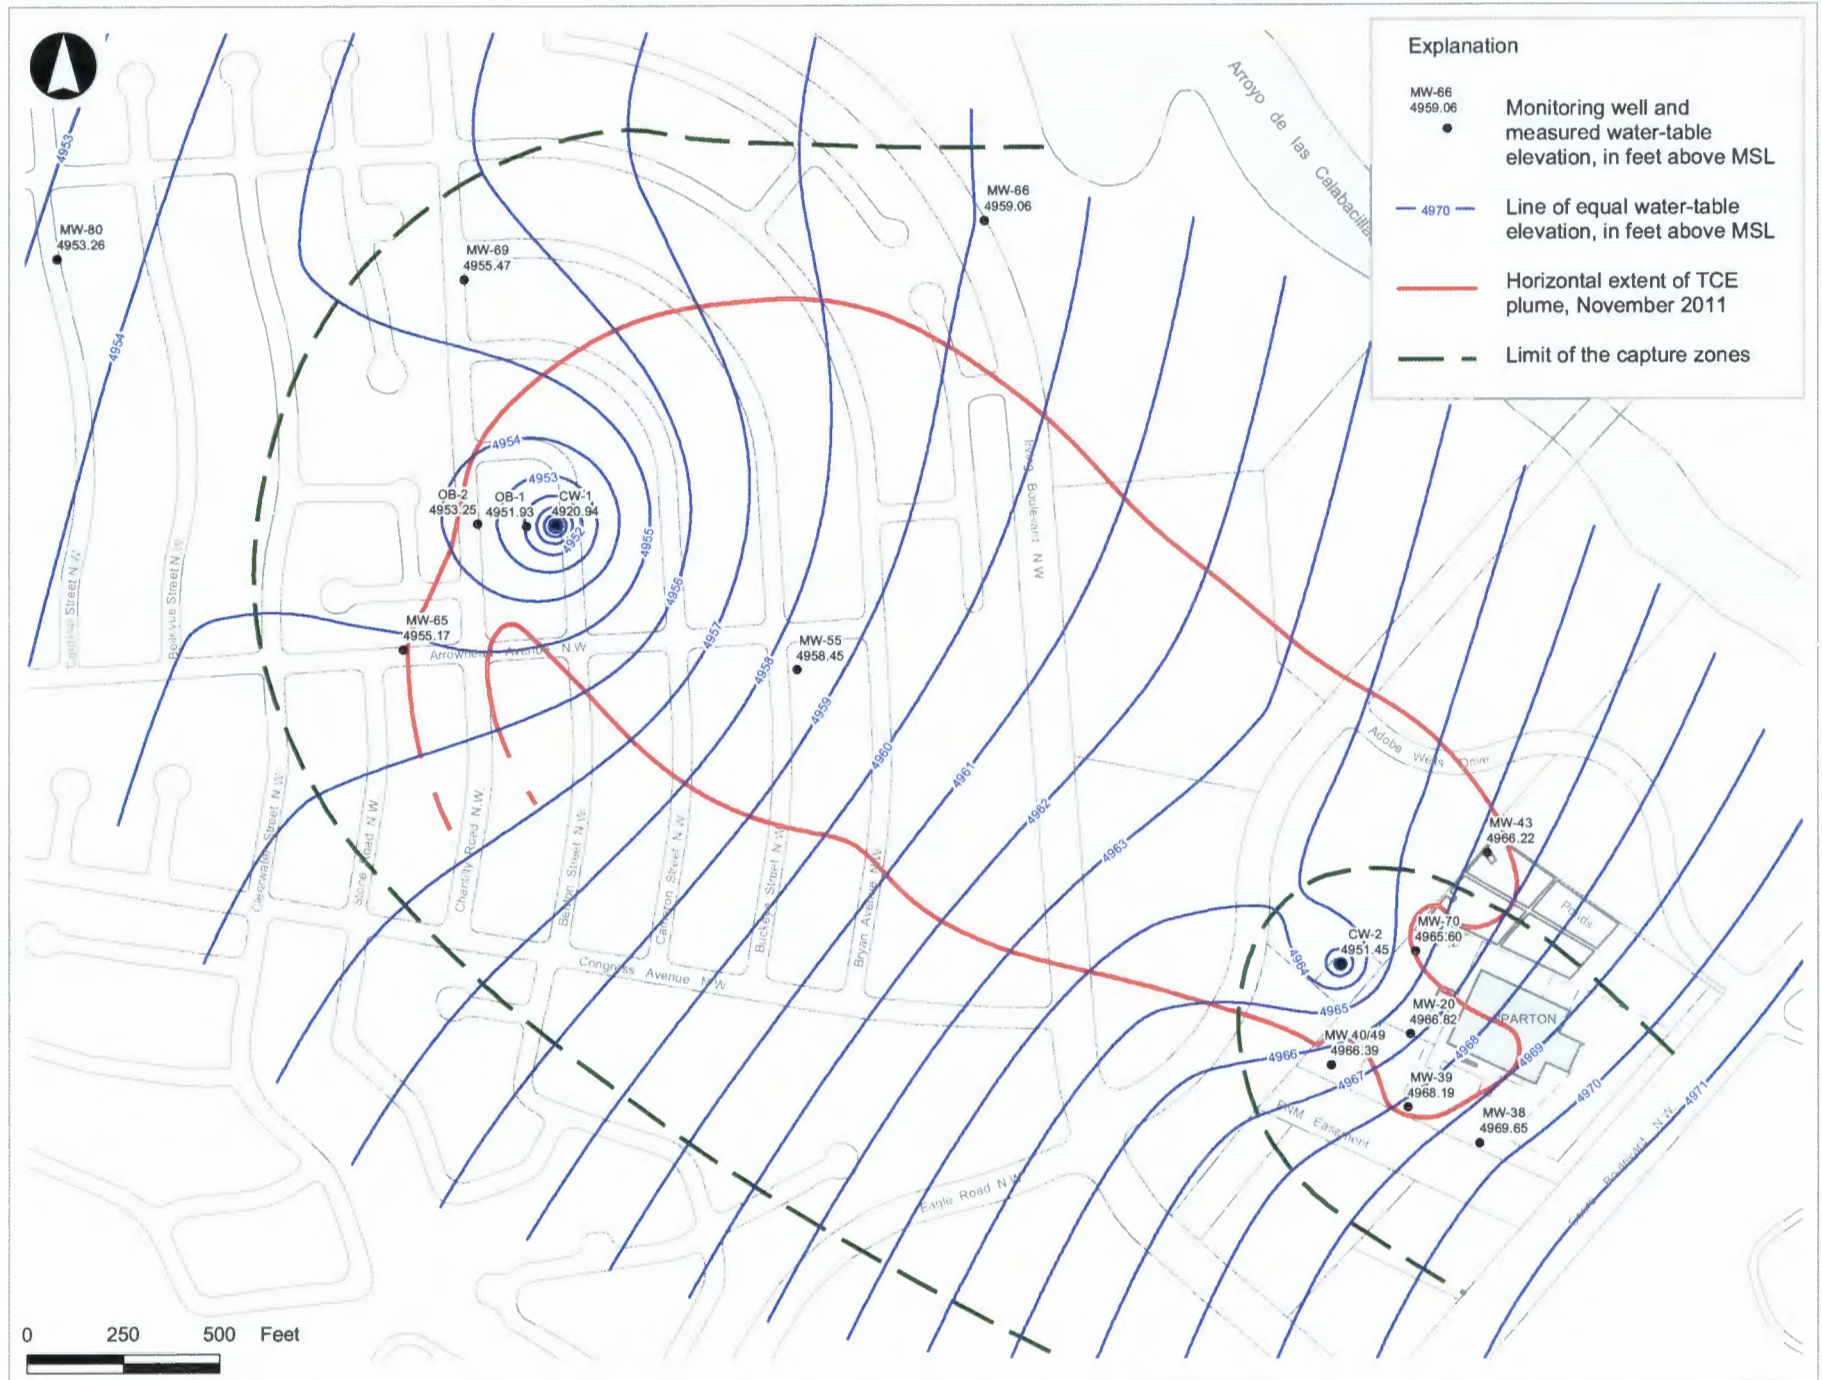 Explanation
MW-66
4959.06
Monitoring well and
measured water-table
elevation, in feet above MSL
4970
Line of equal water-table
elevation, in feet above MSL
Horizontal extent of TCE
plume, November 2011
Limit of the capture zones
Arroyo de las Calabacillas
4953
MW-80
4953.26
4954
MW-69
4955.47
MW-66
4959.06
4954
4953
OB-2
4953.25
OB-1
4951.93
CW-1
4920.94
4952
4955
4956
4957
4958
4959
4960
4961
4962
4963
Irving Boulevard N W
Street N.W
Bellevue Street N.W
MW-65
4955.17
Arrowhead Avenue N.W
MW-55
4958.45
Adobe Wells Drive
Clearwater Street N.W
Stone Road N.W
Chantilly Road N.W.
Benton Street N.W
Cameron Street N.W
Buckeye Street N.W
Bryan Avenue N.W
Congress Avenue N.W
MW-43
4966.22
Ponds
MW-70
4965.60
CW-2
4951.45
4964
4965
MW-20
4966.82
SPARTON
MW 40/49
4966.39
4966
4967
4968
4969
4970
4971
MW-39
4968.19
MW-38
4969.65
PNM Easement
Boulevard N.W
Eagle Road N.W
0 250 500 Feet